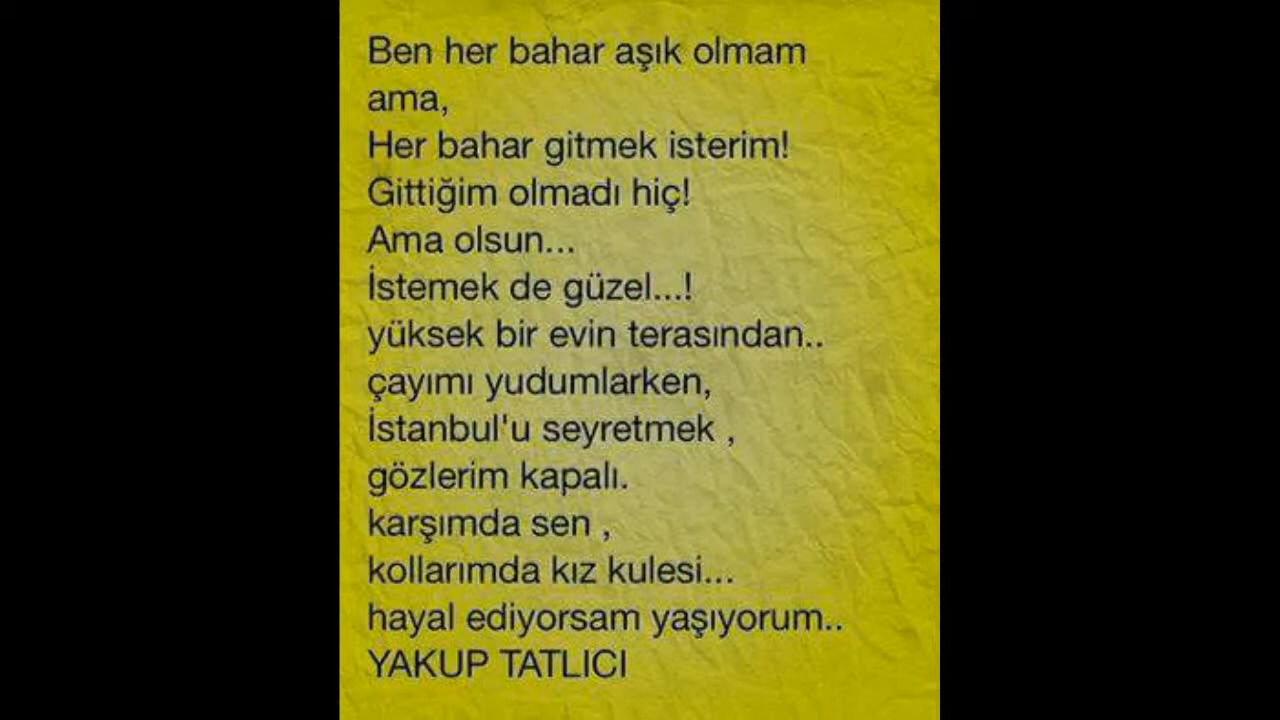 Ben her bahar aşık olmam
ama,
Her bahar gitmek isterim!
Gittiğim olmadı hiç!
Ama olsun...
İstemek de güzel...!
yüksek bir evin terasından..
çayımı yudumlarken,
İstanbul'u seyretmek ,
gözlerim kapalı.
karşımda sen ,
kollarımda kız kulesi...
hayal ediyorsam yaşıyorum..
YAKUP TATLICI